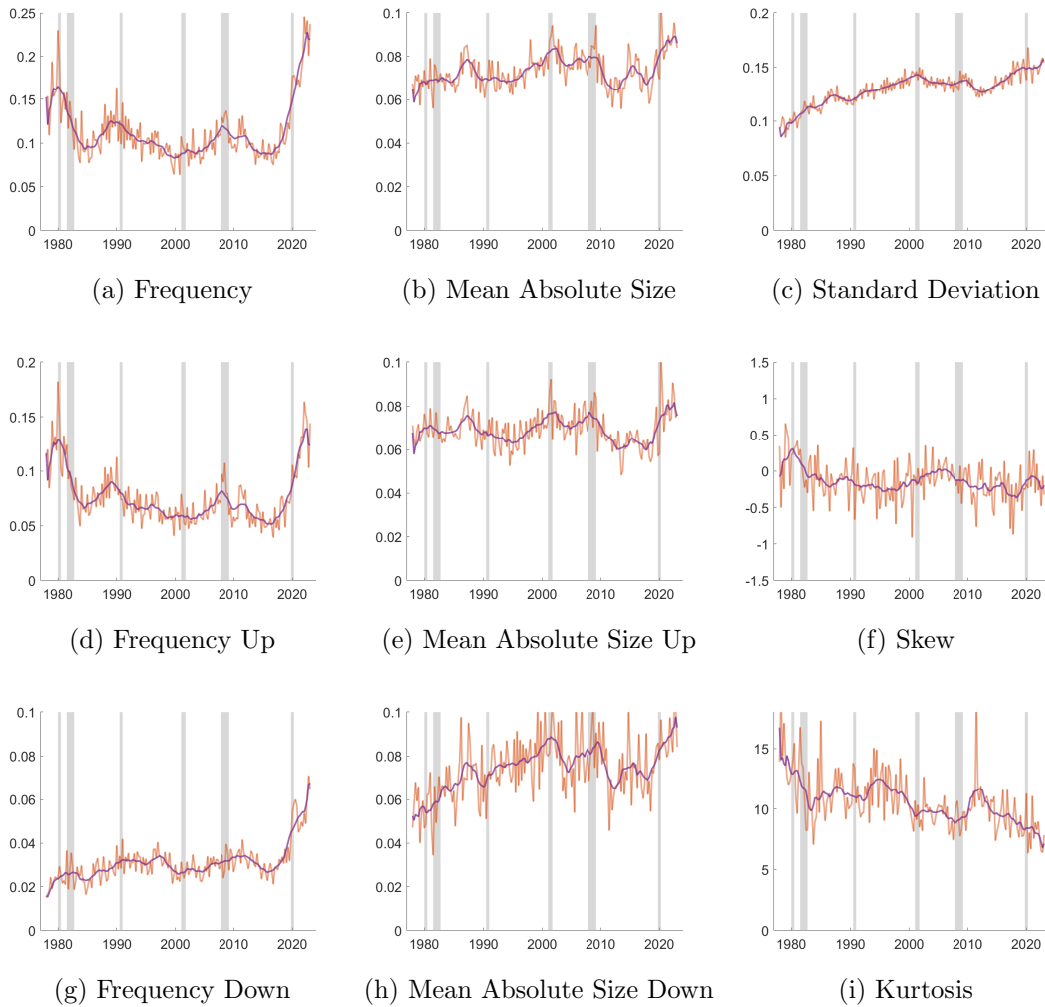 0.25
0.2
0.15
0.1
0.05
0
1980 1990 2000 2010 2020
(a) Frequency
0.1
0.08
0.06
0.04
0.02
0
1980 1990 2000 2010 2020
(b) Mean Absolute Size
0.2
0.15
0.1
0.05
0
1980 1990 2000 2010 2020
(c) Standard Deviation
0.2
0.15
0.1
0.05
0
1980 1990 2000 2010 2020
(d) Frequency Up
0.1
0.08
0.06
0.04
0.02
0
1980 1990 2000 2010 2020
(e) Mean Absolute Size Up
1.5
1
0.5
0
-0.5
-1
-1.5
1980 1990 2000 2010 2020
(f) Skew
0.1
0.08
0.06
0.04
0.02
0
1980 1990 2000 2010 2020
(g) Frequency Down
0.1
0.08
0.06
0.04
0.02
0
1980 1990 2000 2010 2020
(h) Mean Absolute Size Down
15
10
5
0
1980 1990 2000 2010 2020
(i) Kurtosis